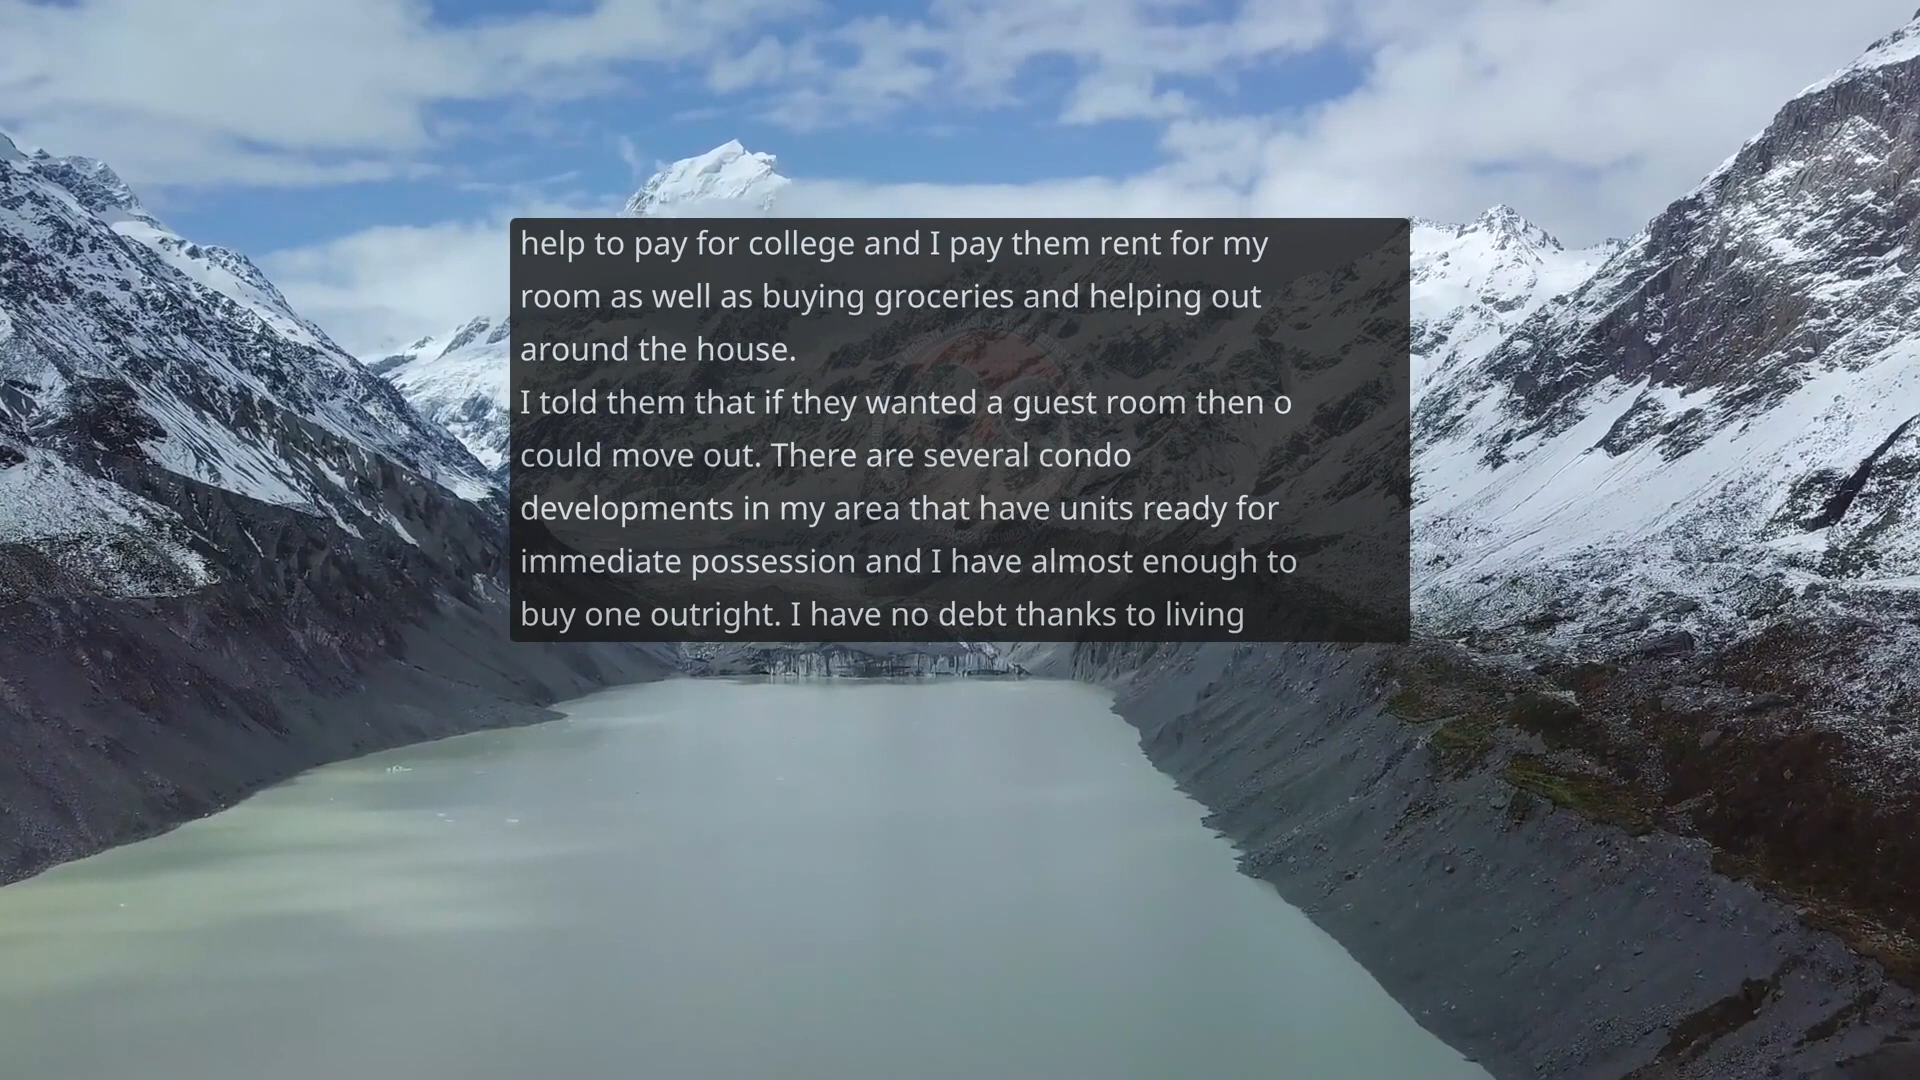 help to pay for college and I pay them rent for my
room as well as buying groceries and helping out
around the house.
I told them that if they wanted a guest room then o
could move out. There are several condo
developments in my area that have units ready for
immediate possession and I have almost enough to
buy one outright. I have no debt thanks to living